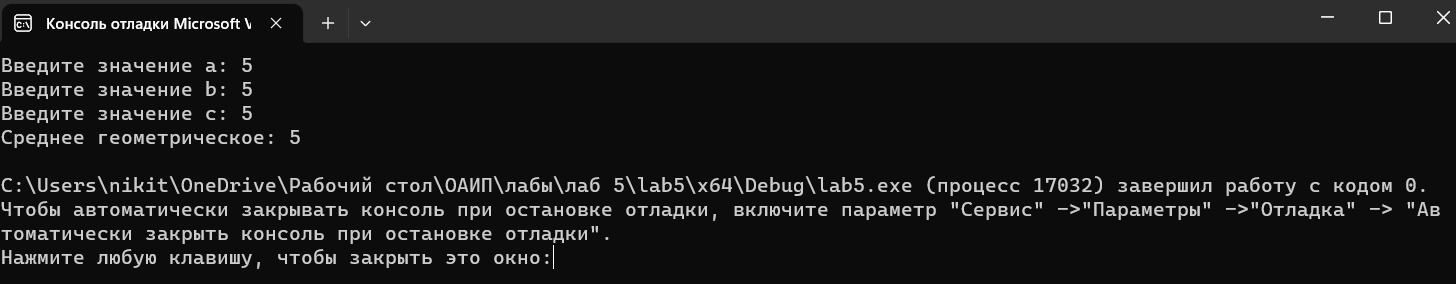 Консоль отладки Microsoft V
Введите значение a: 5
Введите значение b: 5
Введите значение c: 5
Среднее геометрическое: 5
C:\Users\nikit\OneDrive\Рабочий стол\ОАИП\лабы\лаб 5\lab5\x64\Debug\lab5.exe (процесс 17032) завершил работу с кодом 0.
Чтобы автоматически закрывать консоль при остановке отладки, включите параметр "Сервис" ->"Параметры" ->"Отладка" -> "Ав
томатически закрыть консоль при остановке отладки".
Нажмите любую клавишу, чтобы закрыть это окно: